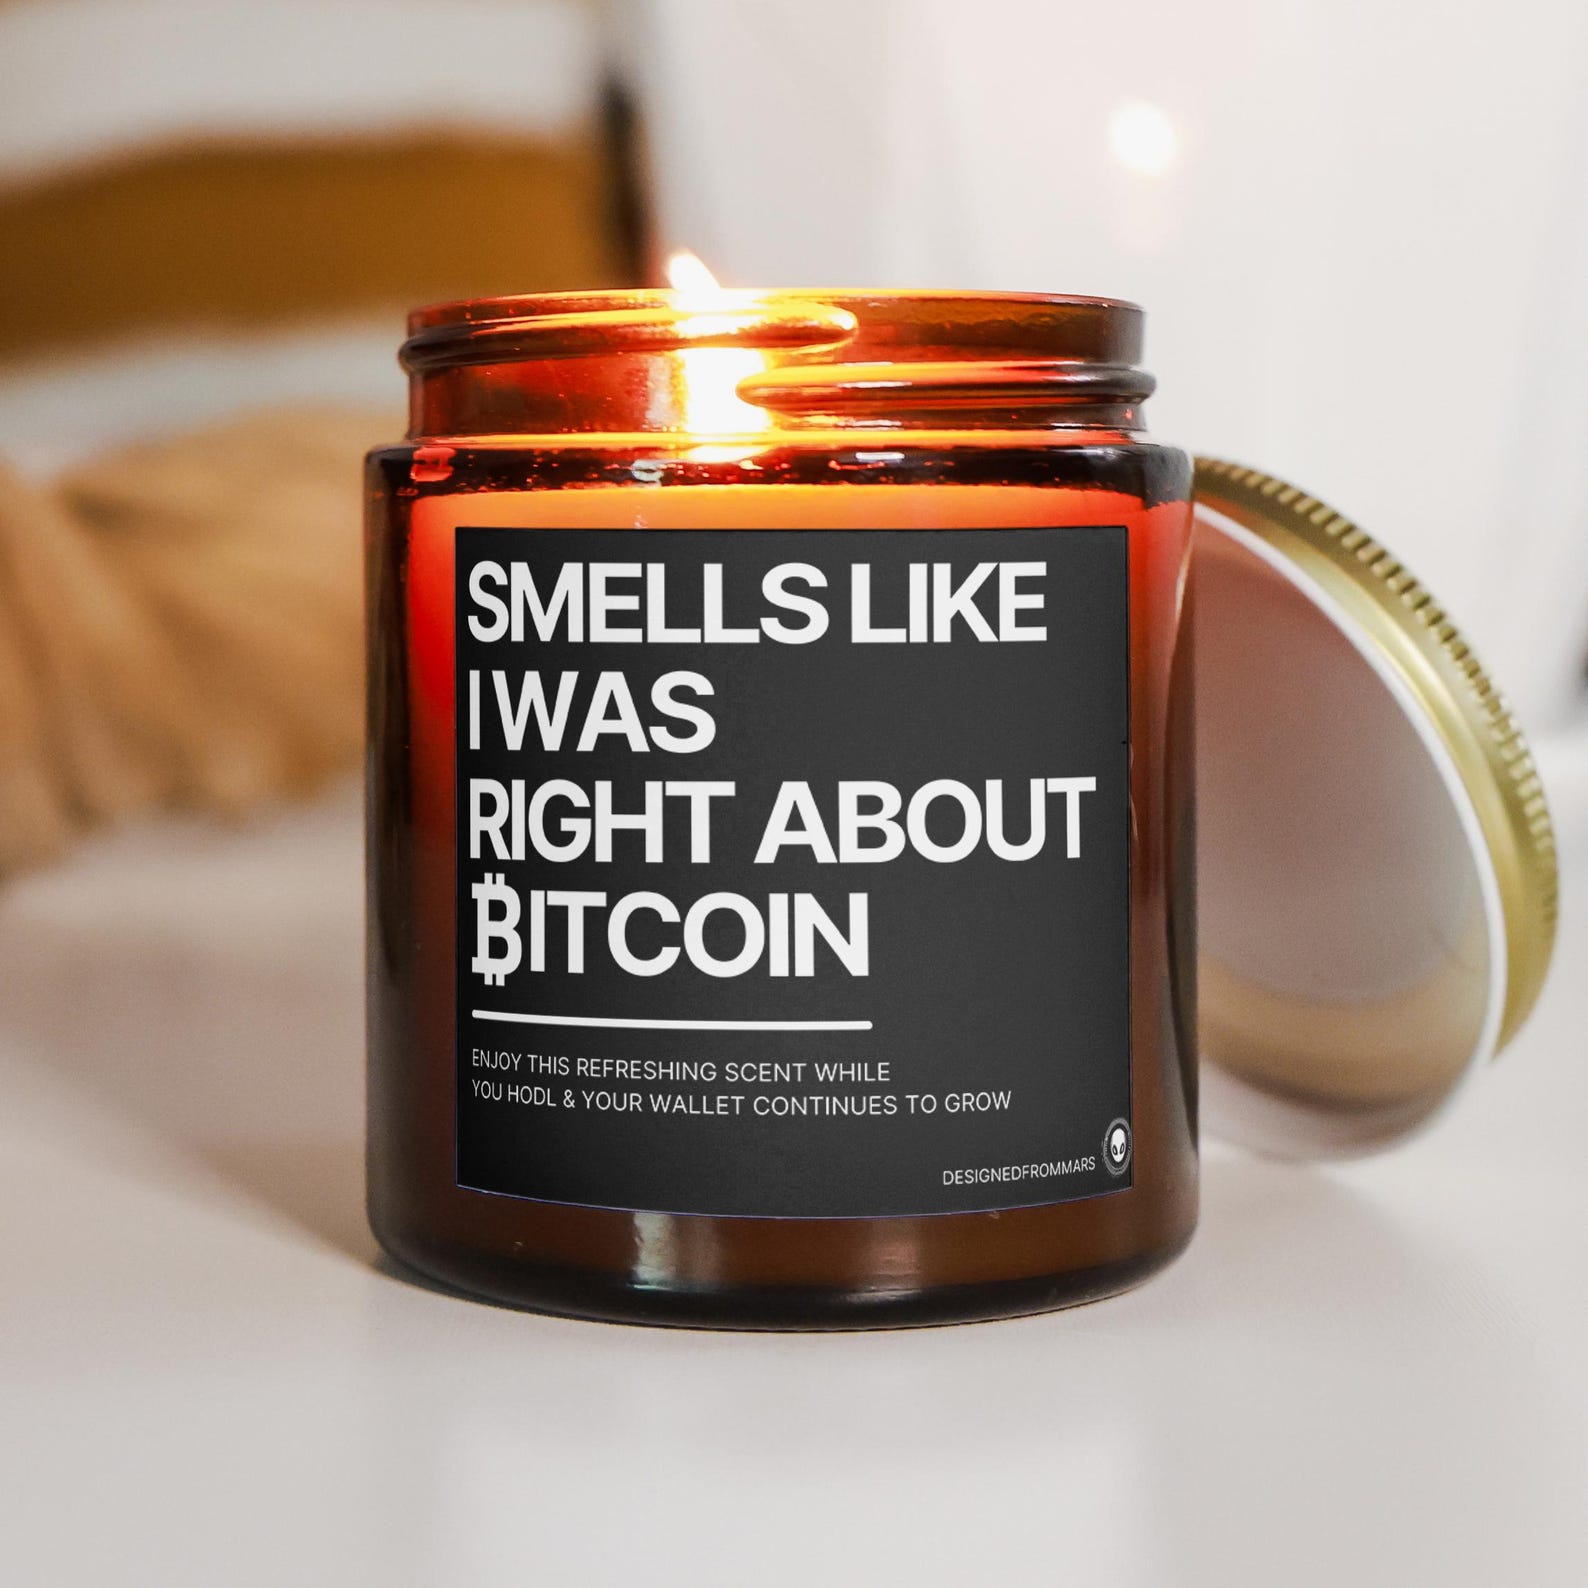 SMELLS LIKE
I WAS
RIGHT ABOUT
₿ITCOIN
ENJOY THIS REFRESHING SCENT WHILE
YOU HODL & YOUR WALLET CONTINUES TO GROW
DESIGNEDFROMMARS